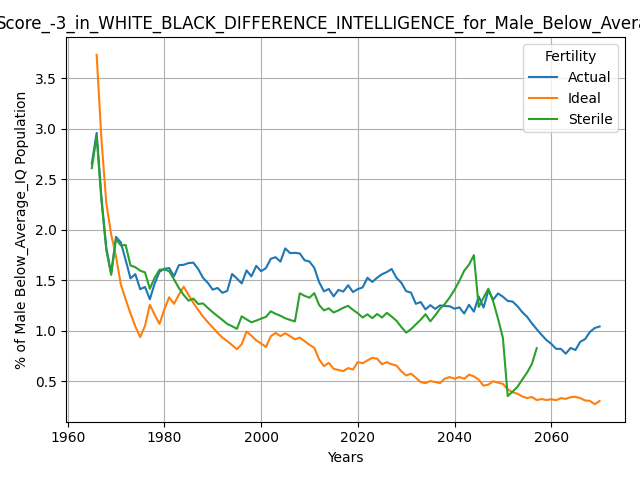 Score_-3_in_WHITE_BLACK_DIFFERENCE_INTELLIGENCE_for_Male_Below_Avera
Fertility
Actual
Ideal
Sterile
% of Male Below_Average_IQ Population
3.5
3.0
2.5
2.0
1.5
1.0
0.5
1960
1980
2000
2020
2040
2060
Years